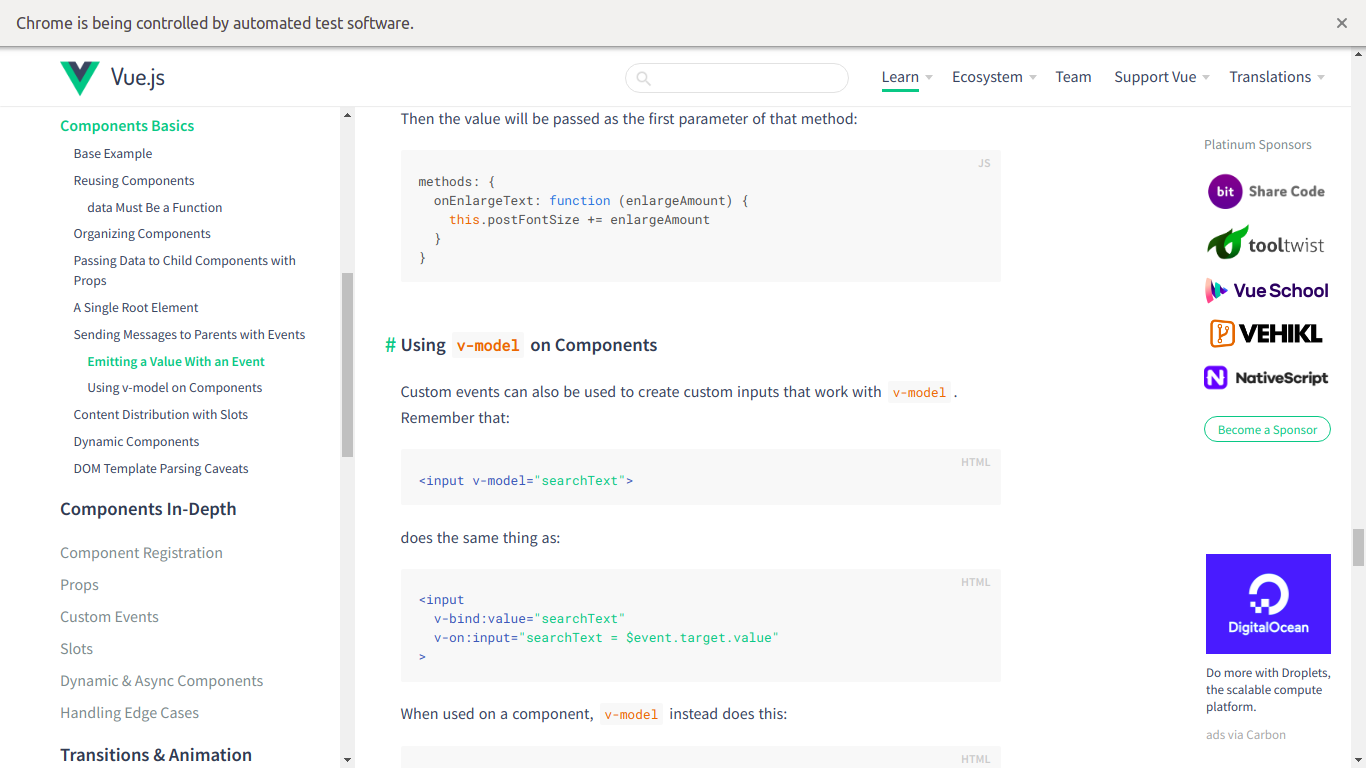 Chrome is being controlled by automated test software.
Vue.js
Learn
Ecosystem
Team
Support Vue
Translations
Components Basics
Base Example
Reusing Components
data Must Be a Function
Organizing Components
Passing Data to Child Components with
Props
A Single Root Element
Sending Messages to Parents with Events
Emitting a Value With an Event
Using v-model on Components
Content Distribution with Slots
Dynamic Components
DOM Template Parsing Caveats
Components In-Depth
Component Registration
Props
Custom Events
Slots
Dynamic & Async Components
Handling Edge Cases
Transitions & Animation
Then the value will be passed as the first parameter of that method:
JS
methods: {
  onEnlargeText: function (enlargeAmount) {
    this.postFontSize += enlargeAmount
  }
}
# Using v-model on Components
Custom events can also be used to create custom inputs that work with v-model .
Remember that:
HTML
<input v-model="searchText">
does the same thing as:
HTML
<input
  v-bind:value="searchText"
  v-on:input="searchText = $event.target.value"
>
When used on a component, v-model instead does this:
HTML
Platinum Sponsors
bit Share Code
tooltwist
Vue School
VEHIKL
NativeScript
Become a Sponsor
DigitalOcean
Do more with Droplets,
the scalable compute
platform.
ads via Carbon